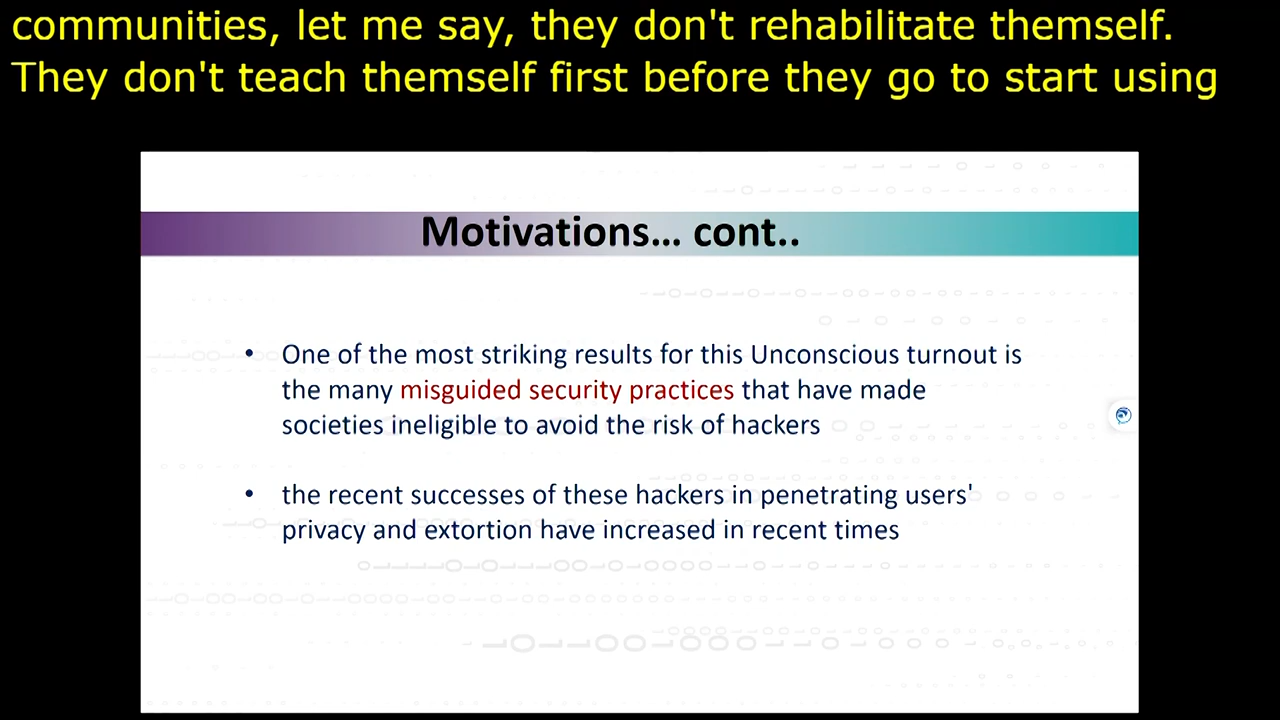 communities, let me say, they don't rehabilitate themself.
They don't teach themself first before they go to start using
Motivations... cont..
• One of the most striking results for this Unconscious turnout is
the many misguided security practices that have made
societies ineligible to avoid the risk of hackers
• the recent successes of these hackers in penetrating users'
privacy and extortion have increased in recent times